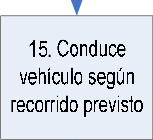 15. Conduce
vehículo según
recorrido previsto